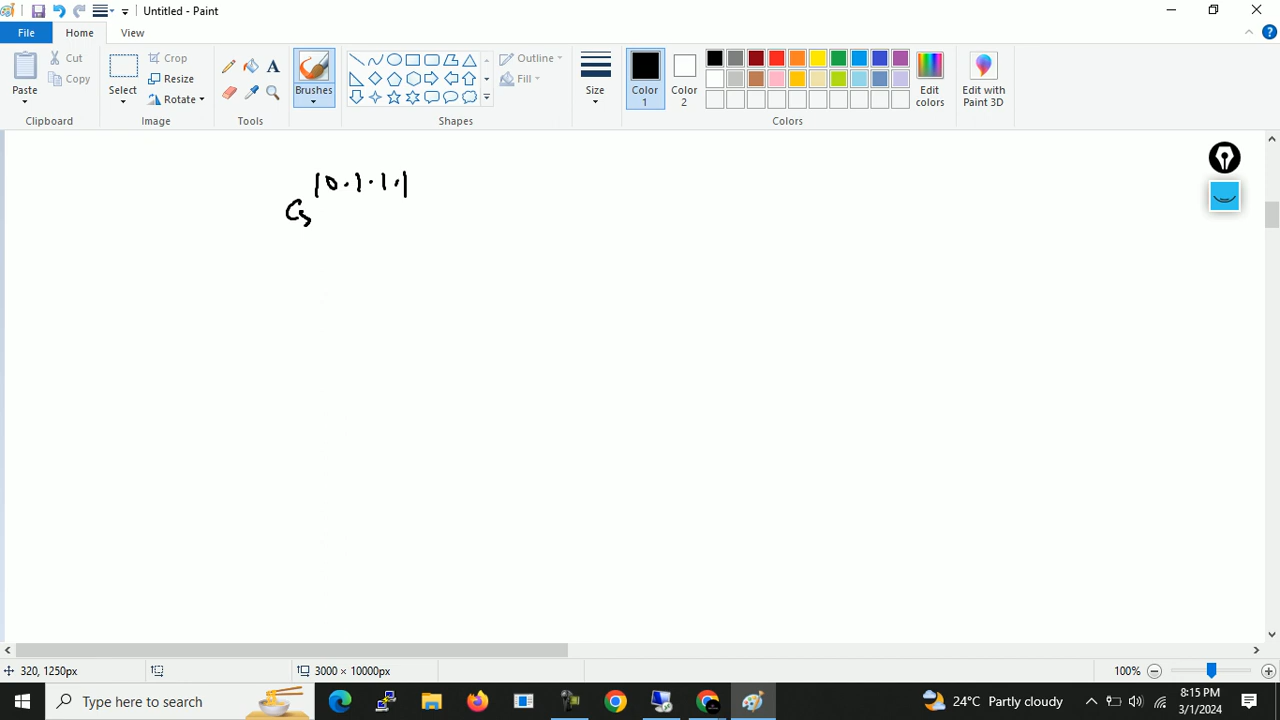 Untitled - Paint
File
Home
View
Paste
Cut
Copy
Clipboard
Select
Crop
Resize
Rotate
Image
Tools
Brushes
Shapes
Outline
Fill
Size
Color 1
Color 2
Colors
Edit colors
Edit with Paint 3D
10.1.1.1
320, 1250px
3000 × 10000px
100%
Type here to search
24°C Partly cloudy
8:15 PM
3/1/2024